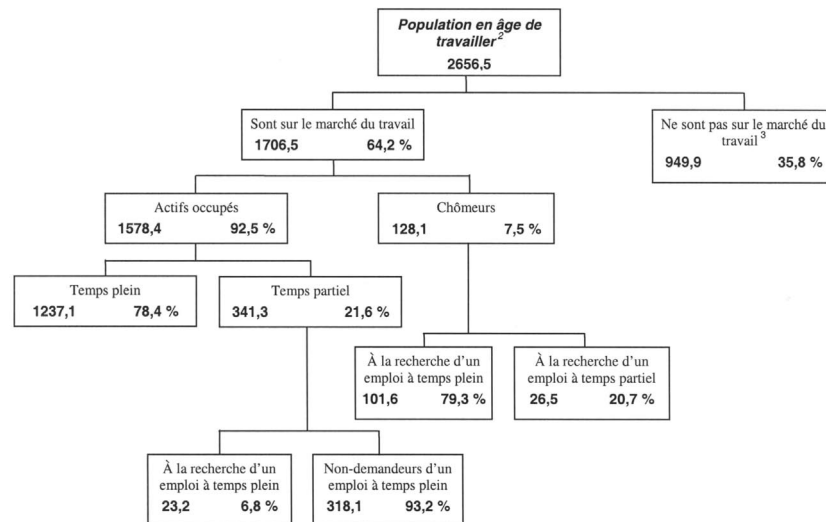 Population en âge de
travailler 2
2656,5
Sont sur le marché du travail
1706,5 64,2 %
Ne sont pas sur le marché du
travail 3
949,9 35,8 %
Actifs occupés
1578,4 92,5 %
Chômeurs
128,1 7,5 %
Temps plein
1237,1 78,4 %
Temps partiel
341,3 21,6 %
À la recherche d'un
emploi à temps plein
101,6 79,3 %
À la recherche d'un
emploi à temps partiel
26,5 20,7 %
À la recherche d'un
emploi à temps plein
23,2 6,8 %
Non-demandeurs d'un
emploi à temps plein
318,1 93,2 %